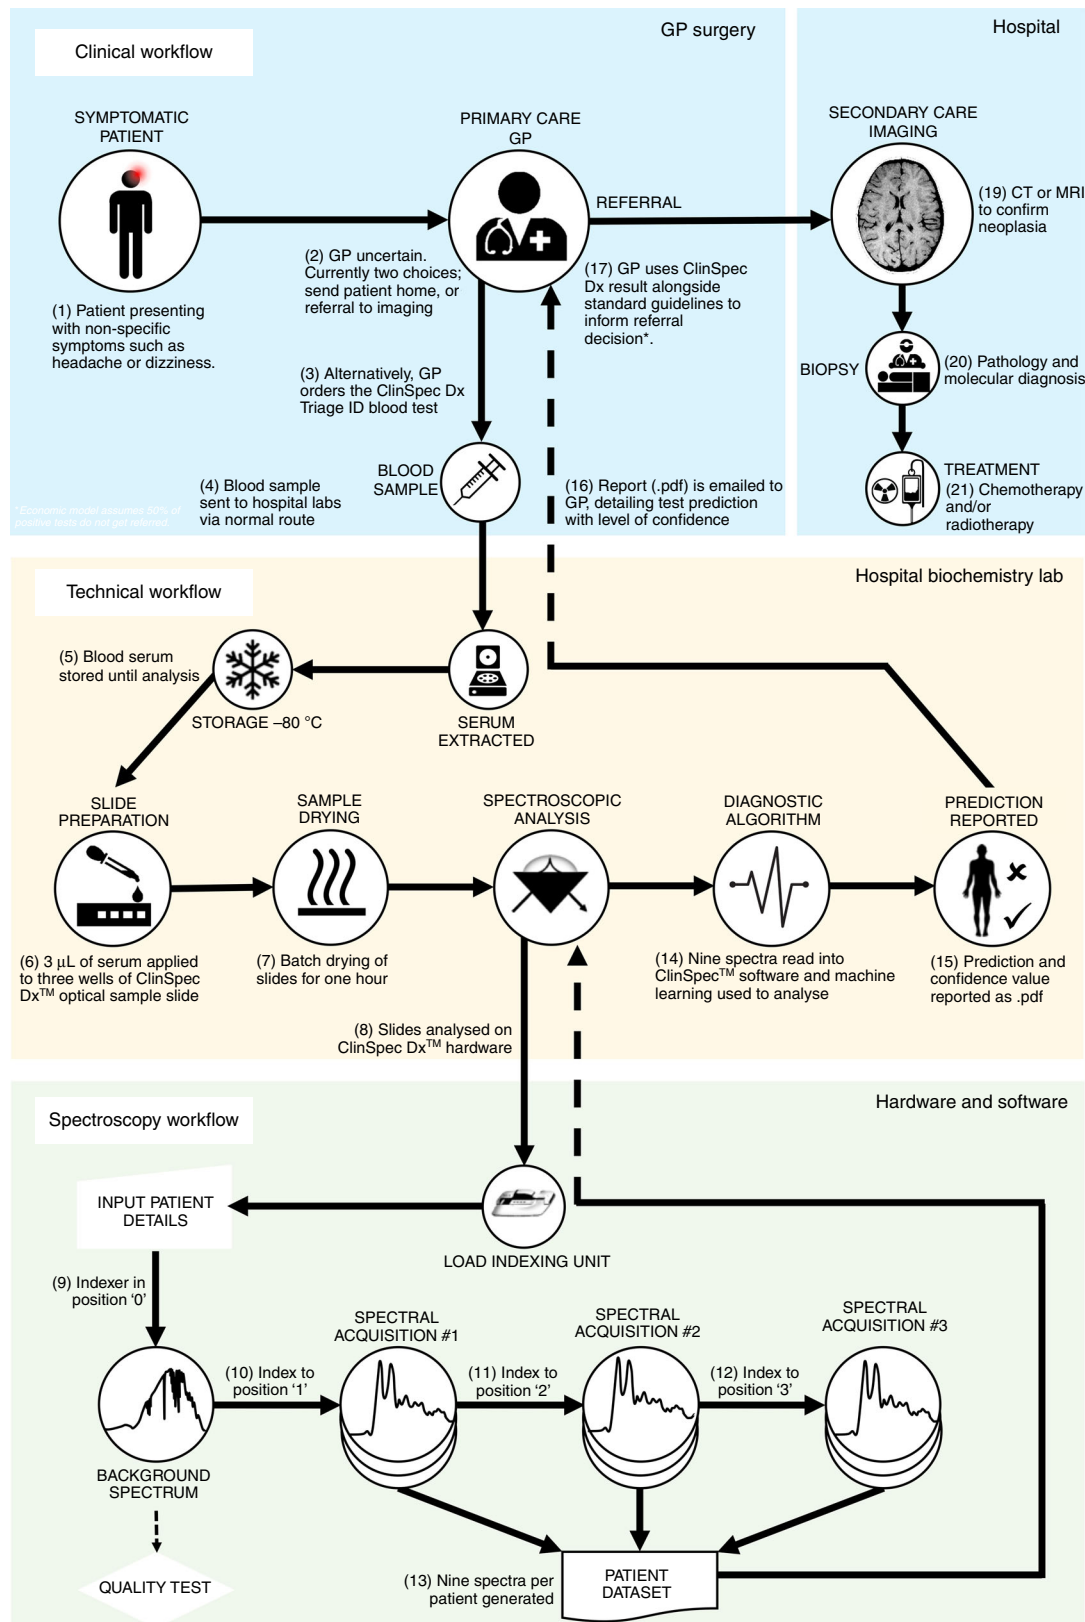 Clinical workflow
GP surgery
Hospital
SYMPTOMATIC
PATIENT
PRIMARY CARE
GP
SECONDARY CARE
IMAGING
REFERRAL
(19) CT or MRI
to confirm
neoplasia
(2) GP uncertain.
Currently two choices;
send patient home, or
referral to imaging
(17) GP uses ClinSpec
Dx result alongside
standard guidelines to
inform referral
decision*.
(1) Patient presenting
with non-specific
symptoms such as
headache or dizziness.
(3) Alternatively, GP
orders the ClinSpec Dx
Triage ID blood test
BIOPSY
(20) Pathology and
molecular diagnosis
BLOOD
SAMPLE
(4) Blood sample
sent to hospital labs
via normal route
(16) Report (.pdf) is emailed to
GP, detailing test prediction
with level of confidence
TREATMENT
(21) Chemotherapy
and/or
radiotherapy
*Economic model assumes 50% of
positive tests do not get referred
Technical workflow
Hospital biochemistry lab
(5) Blood serum
stored until analysis
STORAGE –80 °C
SERUM
EXTRACTED
SLIDE
PREPARATION
SAMPLE
DRYING
SPECTROSCOPIC
ANALYSIS
DIAGNOSTIC
ALGORITHM
PREDICTION
REPORTED
(6) 3 μL of serum applied
to three wells of ClinSpec
Dx™ optical sample slide
(7) Batch drying of
slides for one hour
(14) Nine spectra read into
ClinSpec™ software and machine
learning used to analyse
(15) Prediction and
confidence value
reported as .pdf
(8) Slides analysed on
ClinSpec Dx™ hardware
Spectroscopy workflow
Hardware and software
INPUT PATIENT
DETAILS
LOAD INDEXING UNIT
(9) Indexer in
position ‘0’
SPECTRAL
ACQUISITION #1
SPECTRAL
ACQUISITION #2
SPECTRAL
ACQUISITION #3
(10) Index to
position ‘1’
(11) Index to
position ‘2’
(12) Index to
position ‘3’
BACKGROUND
SPECTRUM
QUALITY TEST
(13) Nine spectra per
patient generated
PATIENT
DATASET